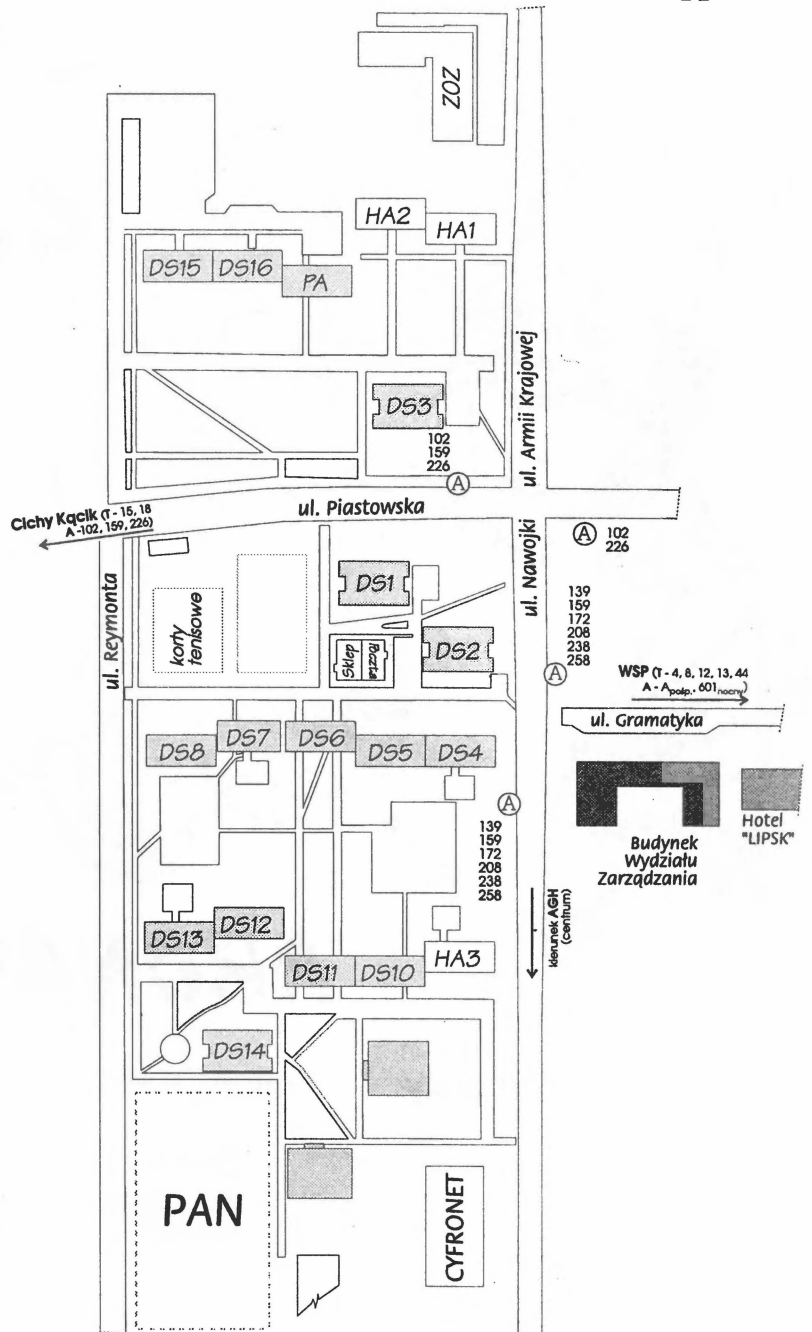 ZOZ
HA2
HA1
DS15
DS16
PA
DS3
102
159
226
A
ul. Armii Krajowej
ul. Piastowska
Cichy Kącik (T - 15, 18
A -102, 159, 226)
A
102
226
ul. Nawojki
ul. Reymonta
korty
tenisowe
DS1
Sklep
Poczta
DS2
139
159
172
208
238
258
A
WSP (T - 4, 8, 12, 13, 44
A - Apośp., 601nocny)
ul. Gramatyka
DS8
DS7
DS6
DS5
DS4
A
139
159
172
208
238
258
Budynek
Wydziału
Zarządzania
Hotel
"LIPSK"
kierunek AGH
(centrum)
DS13
DS12
DS11
DS10
HA3
DS14
PAN
CYFRONET